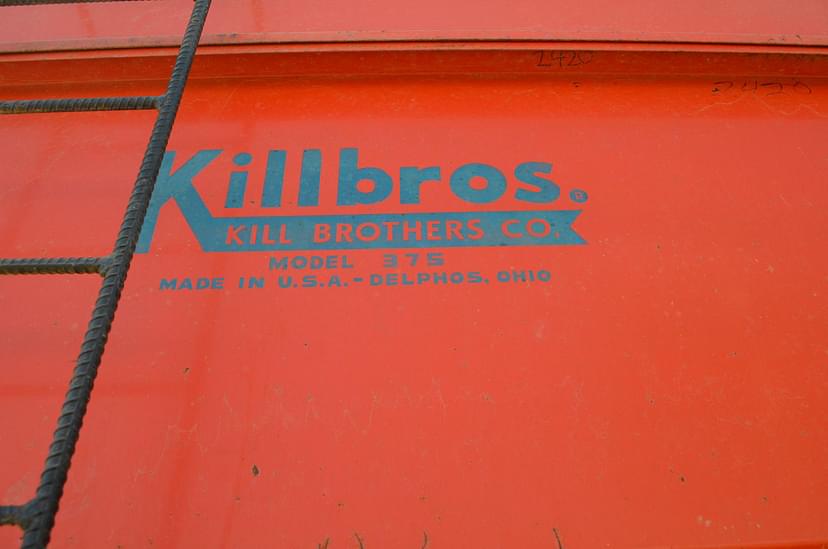 2420
2420
Killbros.®
KILL BROTHERS CO.
MODEL 375
MADE IN U.S.A.-DELPHOS, OHIO